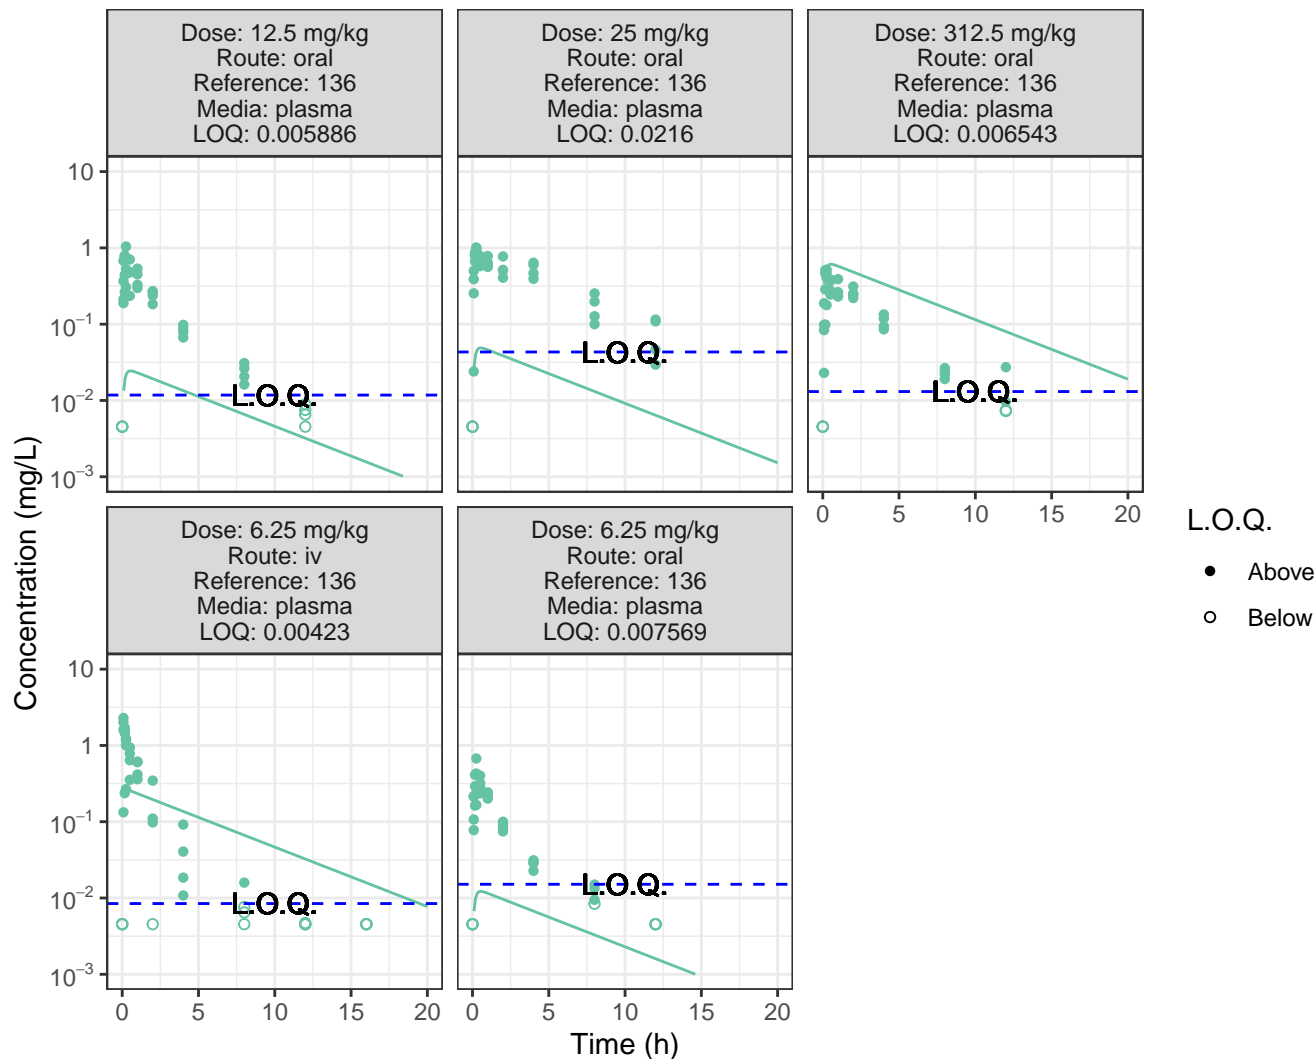 Dose: 12.5 mg/kg
Route: oral
Reference: 136
Media: plasma
LOQ: 0.005886
Dose: 25 mg/kg
Route: oral
Reference: 136
Media: plasma
LOQ: 0.0216
Dose: 312.5 mg/kg
Route: oral
Reference: 136
Media: plasma
LOQ: 0.006543
10
1
10⁻¹
10⁻²
10⁻³
L.O.Q.
L.O.Q.
L.O.Q.
0 5 10 15 20
Dose: 6.25 mg/kg
Route: iv
Reference: 136
Media: plasma
LOQ: 0.00423
Dose: 6.25 mg/kg
Route: oral
Reference: 136
Media: plasma
LOQ: 0.007569
10
1
10⁻¹
10⁻²
10⁻³
L.O.Q.
L.O.Q.
0 5 10 15 20
0 5 10 15 20
Time (h)
Concentration (mg/L)
L.O.Q.
Above
Below